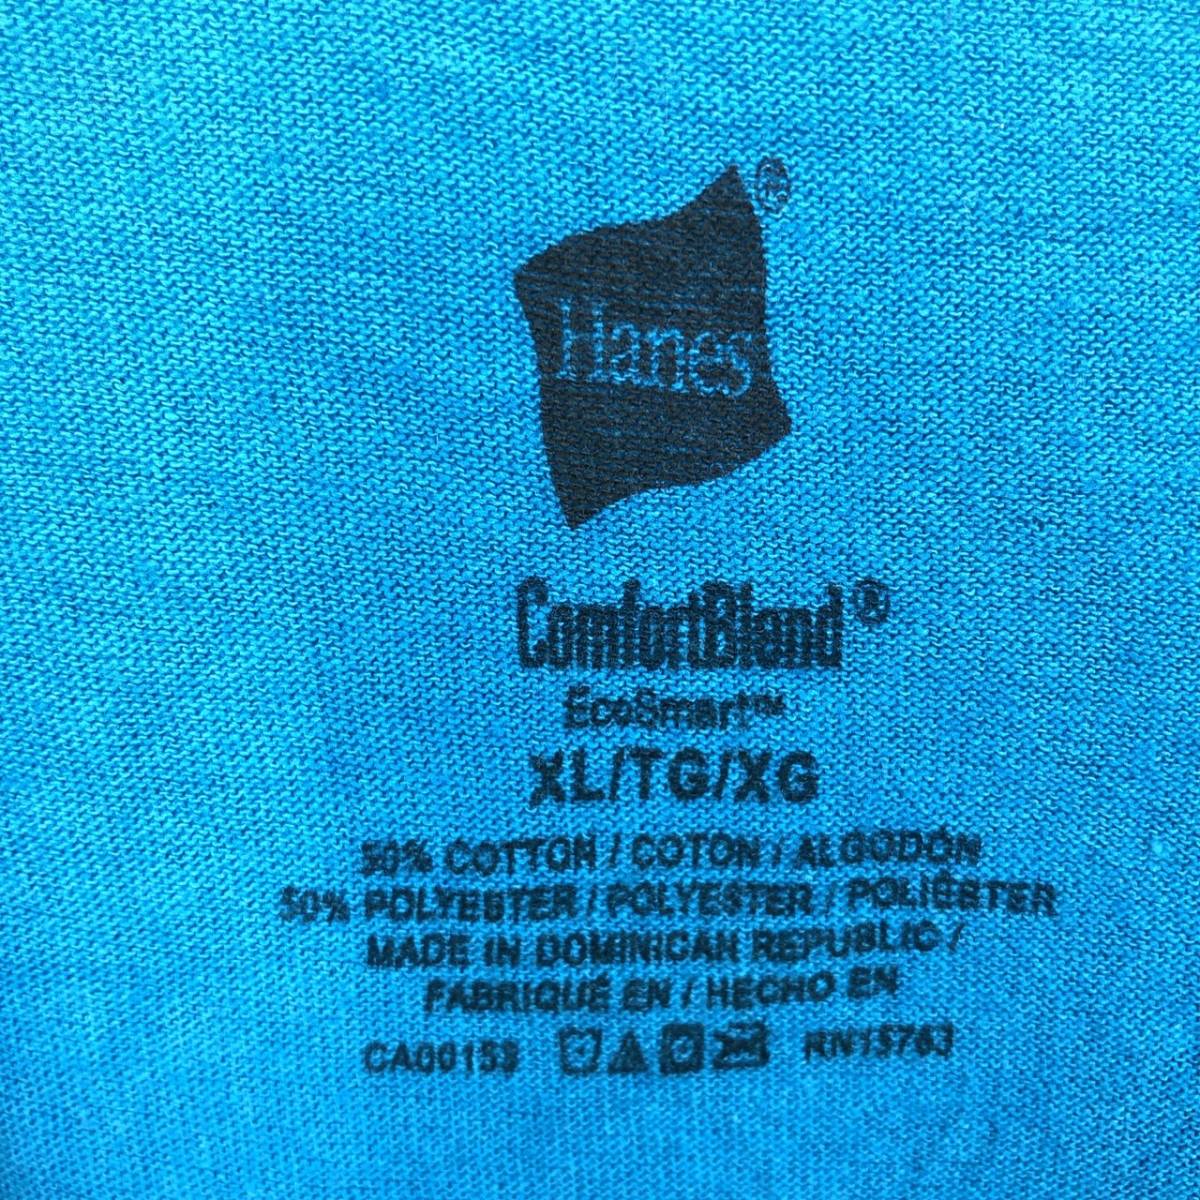 Hanes®
ComfortBlend®
EcoSmart™
XL/TG/XG
50% COTTON / COTON / ALGODÓN
50% POLYESTER / POLYESTER / POLIÉSTER
MADE IN DOMINICAN REPUBLIC /
FABRIQUÉ EN / HECHO EN
CA00153 RN15763